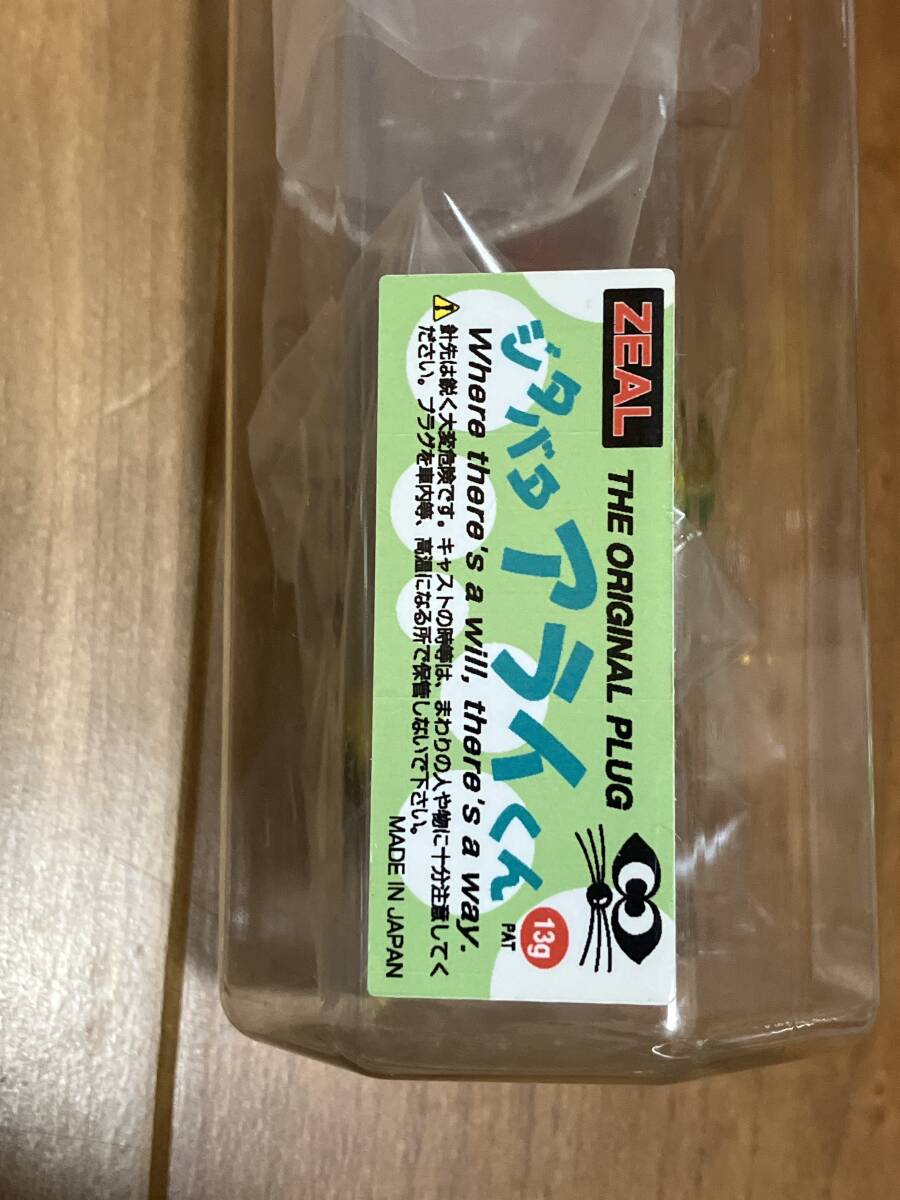 ZEAL THE ORIGINAL PLUG
ジタバタ アライくん
13g
PAT
Where there's a will, there's a way.
針先は鋭く大変危険です。キャストの時等は、まわりの人や物に十分注意してく
ださい。プラグを車内等、高温になる所で保管しないで下さい。
MADE IN JAPAN